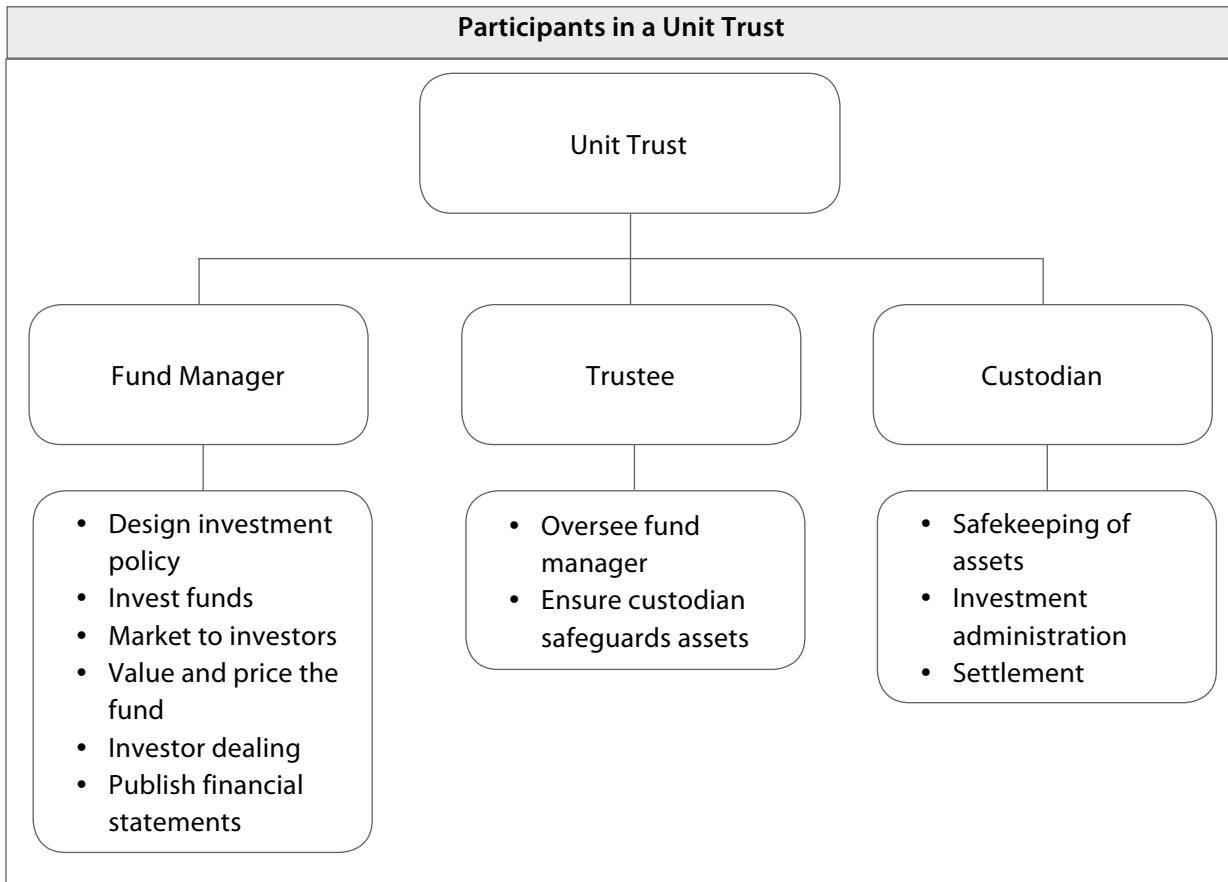 Participants in a Unit Trust
Unit Trust
Fund Manager
Trustee
Custodian
• Design investment
policy
• Invest funds
• Market to investors
• Value and price the
fund
• Investor dealing
• Publish financial
statements
• Oversee fund
manager
• Ensure custodian
safeguards assets
• Safekeeping of
assets
• Investment
administration
• Settlement